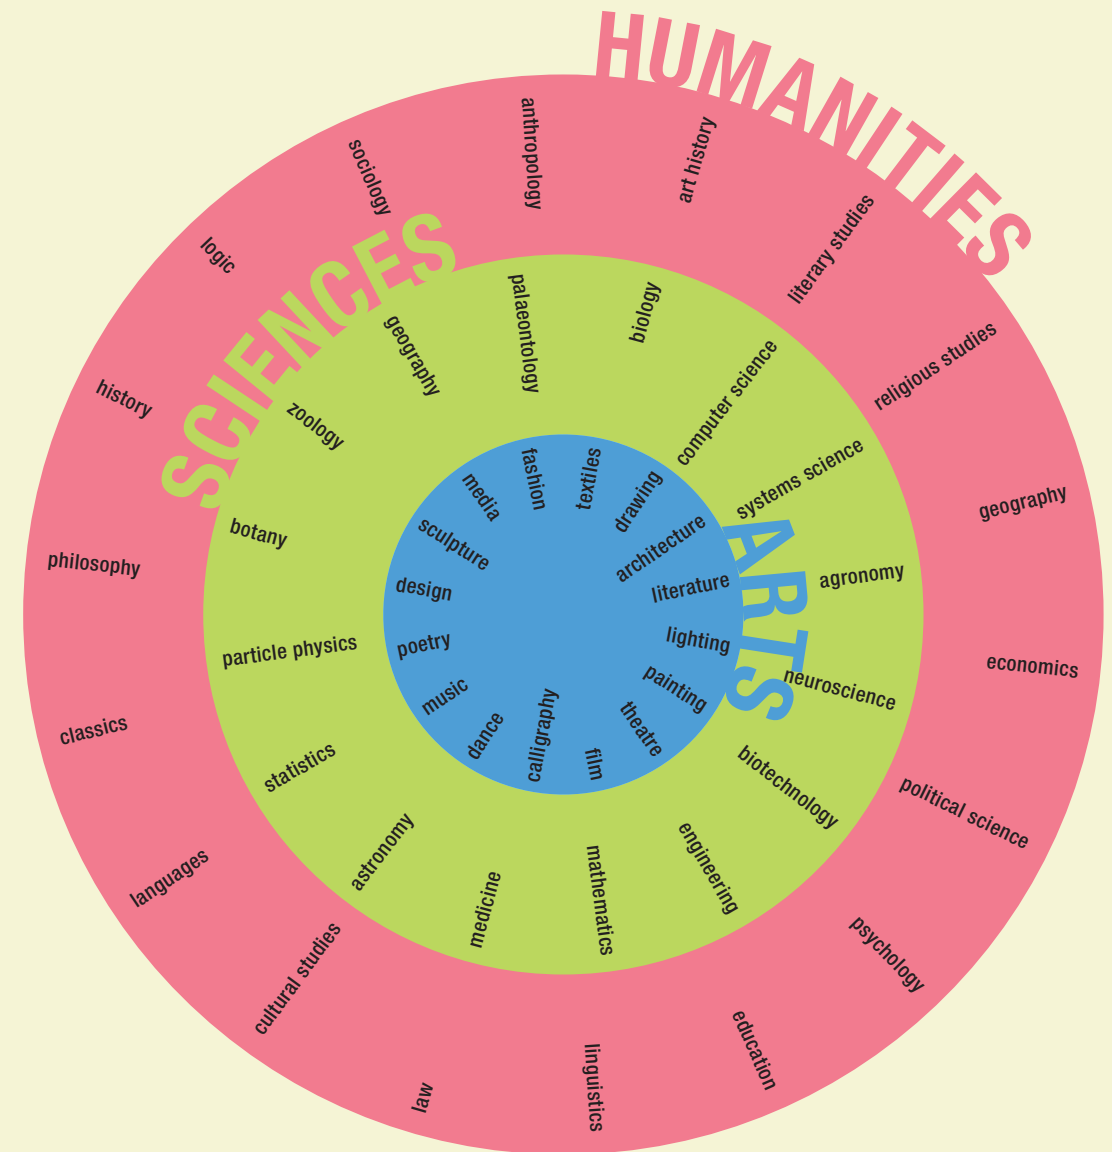 HUMANITIES
anthropology
art history
literary studies
religious studies
geography
economics
political science
psychology
education
linguistics
law
cultural studies
languages
classics
philosophy
history
logic
sociology
SCIENCES
palaeontology
biology
computer science
systems science
agronomy
neuroscience
biotechnology
engineering
mathematics
medicine
astronomy
statistics
particle physics
botany
zoology
geography
ARTS
fashion
textiles
drawing
architecture
literature
lighting
painting
theatre
film
calligraphy
dance
music
poetry
design
sculpture
media